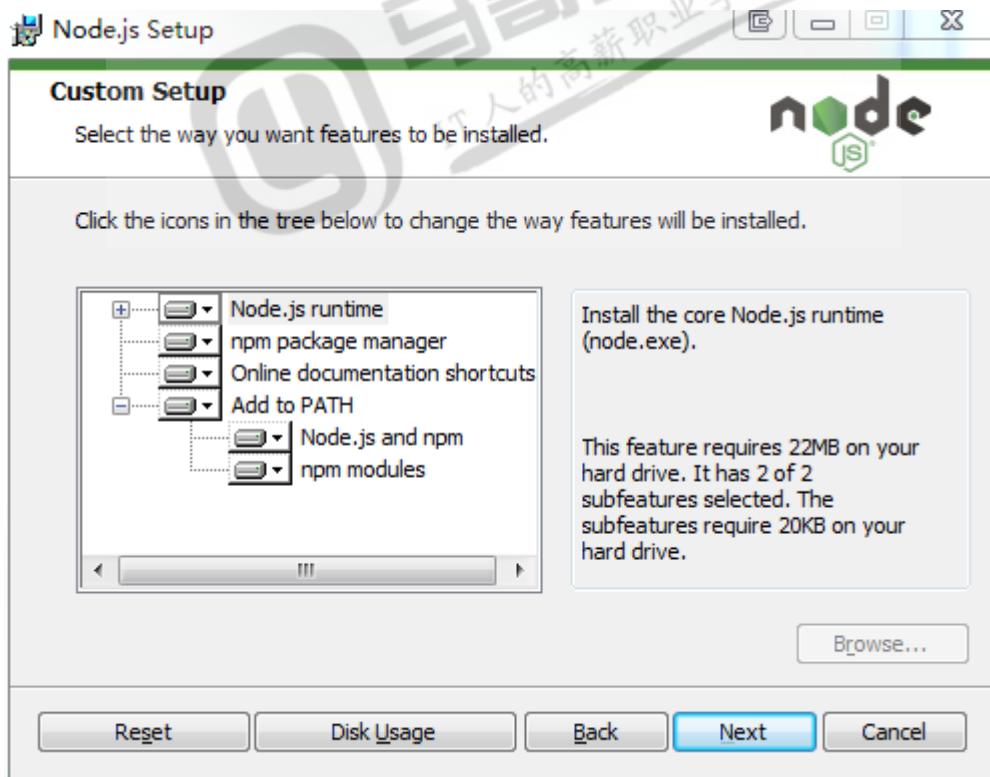 Node.js Setup
IT人的高薪职业
Custom Setup
Select the way you want features to be installed.
node
JS
Click the icons in the tree below to change the way features will be installed.
Node.js runtime
npm package manager
Online documentation shortcuts
Add to PATH
Node.js and npm
npm modules
Install the core Node.js runtime
(node.exe).
This feature requires 22MB on your
hard drive. It has 2 of 2
subfeatures selected. The
subfeatures require 20KB on your
hard drive.
Browse...
Reset
Disk Usage
Back
Next
Cancel